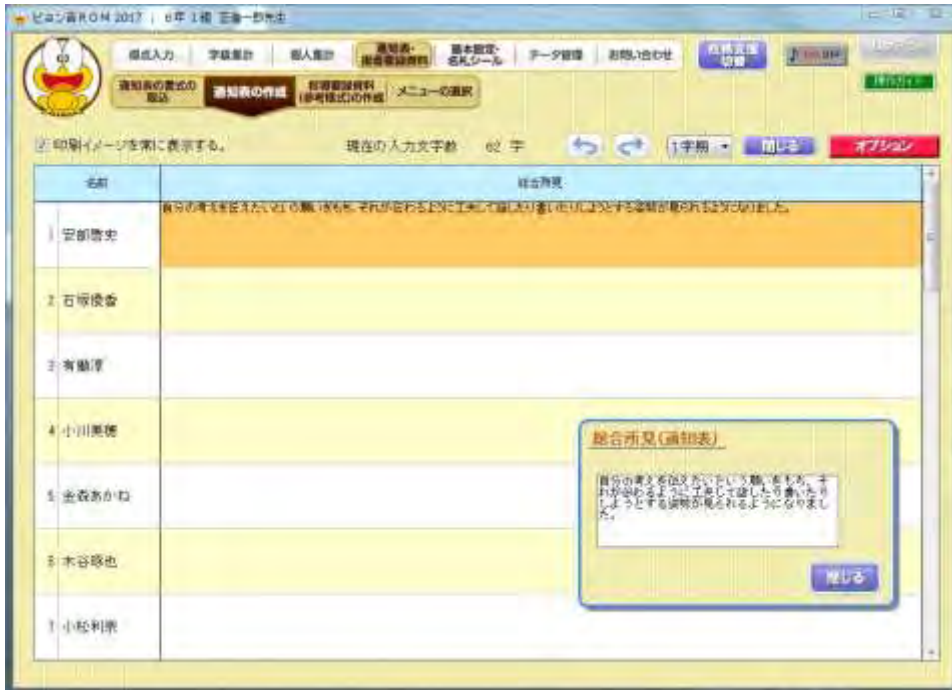 ピヨン吉ROM 2017 | 6年 1組
得点入力 学級集計 個人集計 通知表・指導要録資料 基本設定・名札シール データ管理 お問い合わせ
通知表の書式の取込 通知表の作成 指導要録資料(参考様式)の作成 メニューの選択
印刷イメージを常に表示する。 現在の入力文字数 62 字 1学期 閉じる オプション
名前 総合所見
自分の考えを伝えたいという願いをもち、それが伝わるように工夫して話したり書いたりしようとする姿勢が見られるようになりました。
1 安部啓史
2 石塚優香
3 有働淳
4 小川美穂
5 金森あかね
6 木谷琢也
7 小松利恵
総合所見(通知表)
自分の考えを伝えたいという願いをもち、そ
れが伝わるように工夫して話したり書いたり
しようとする姿勢が見られるようになりまし
た。
閉じる